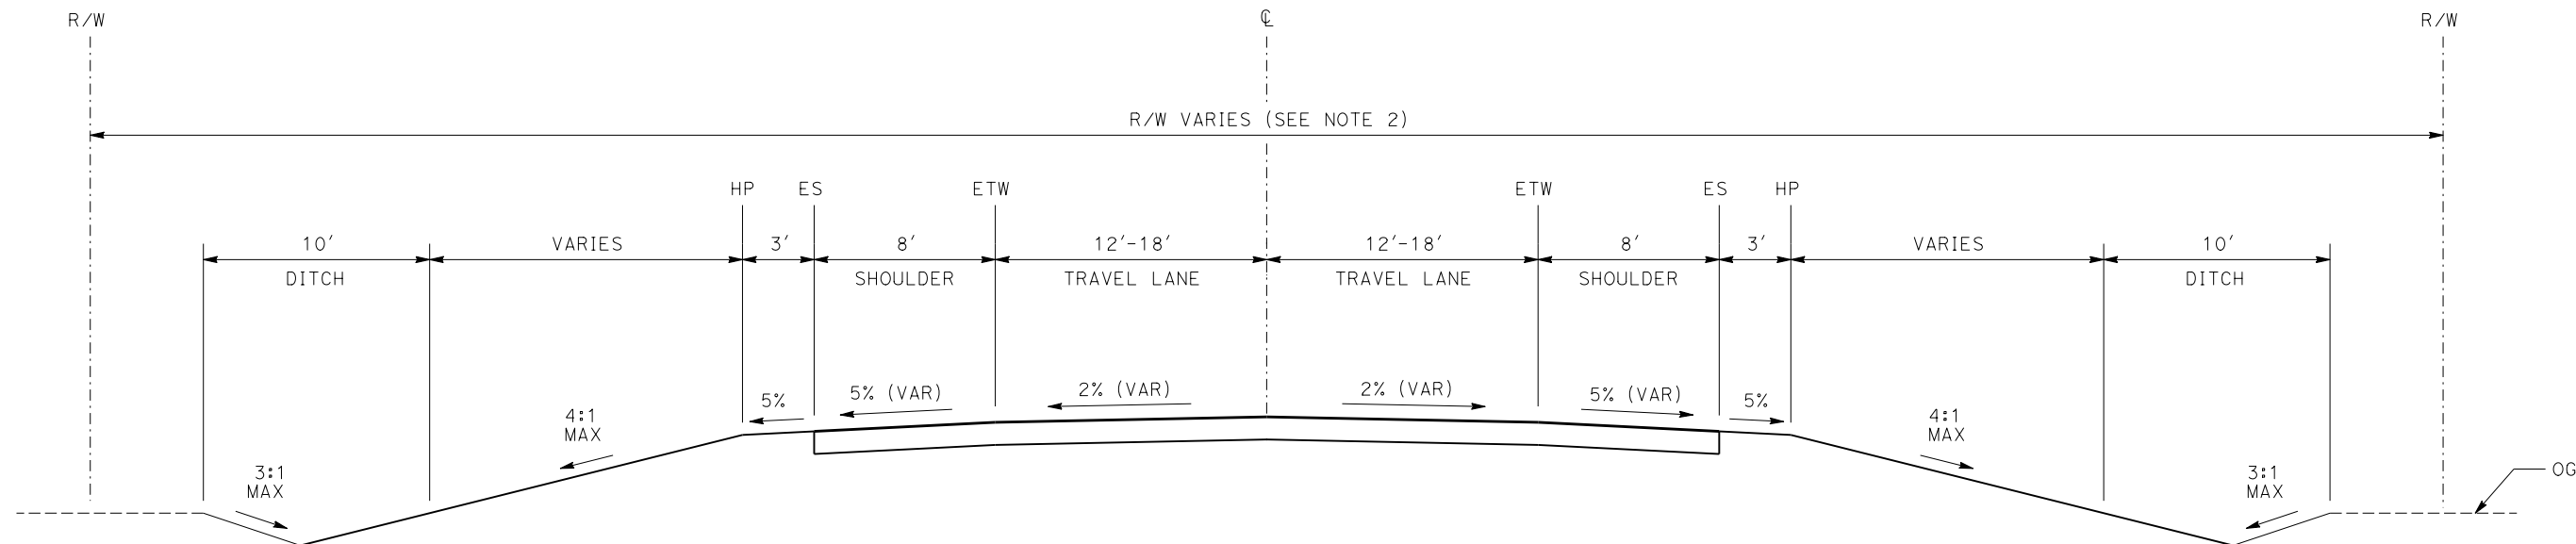 R/W
℄
R/W
R/W VARIES (SEE NOTE 2)
HP
ES
ETW
ETW
ES
HP
10'
VARIES
3'
8'
12'-18'
12'-18'
8'
3'
VARIES
10'
DITCH
SHOULDER
TRAVEL LANE
TRAVEL LANE
SHOULDER
DITCH
5%
5% (VAR)
2% (VAR)
2% (VAR)
5% (VAR)
5%
4:1
MAX
4:1
MAX
3:1
MAX
3:1
MAX
OG